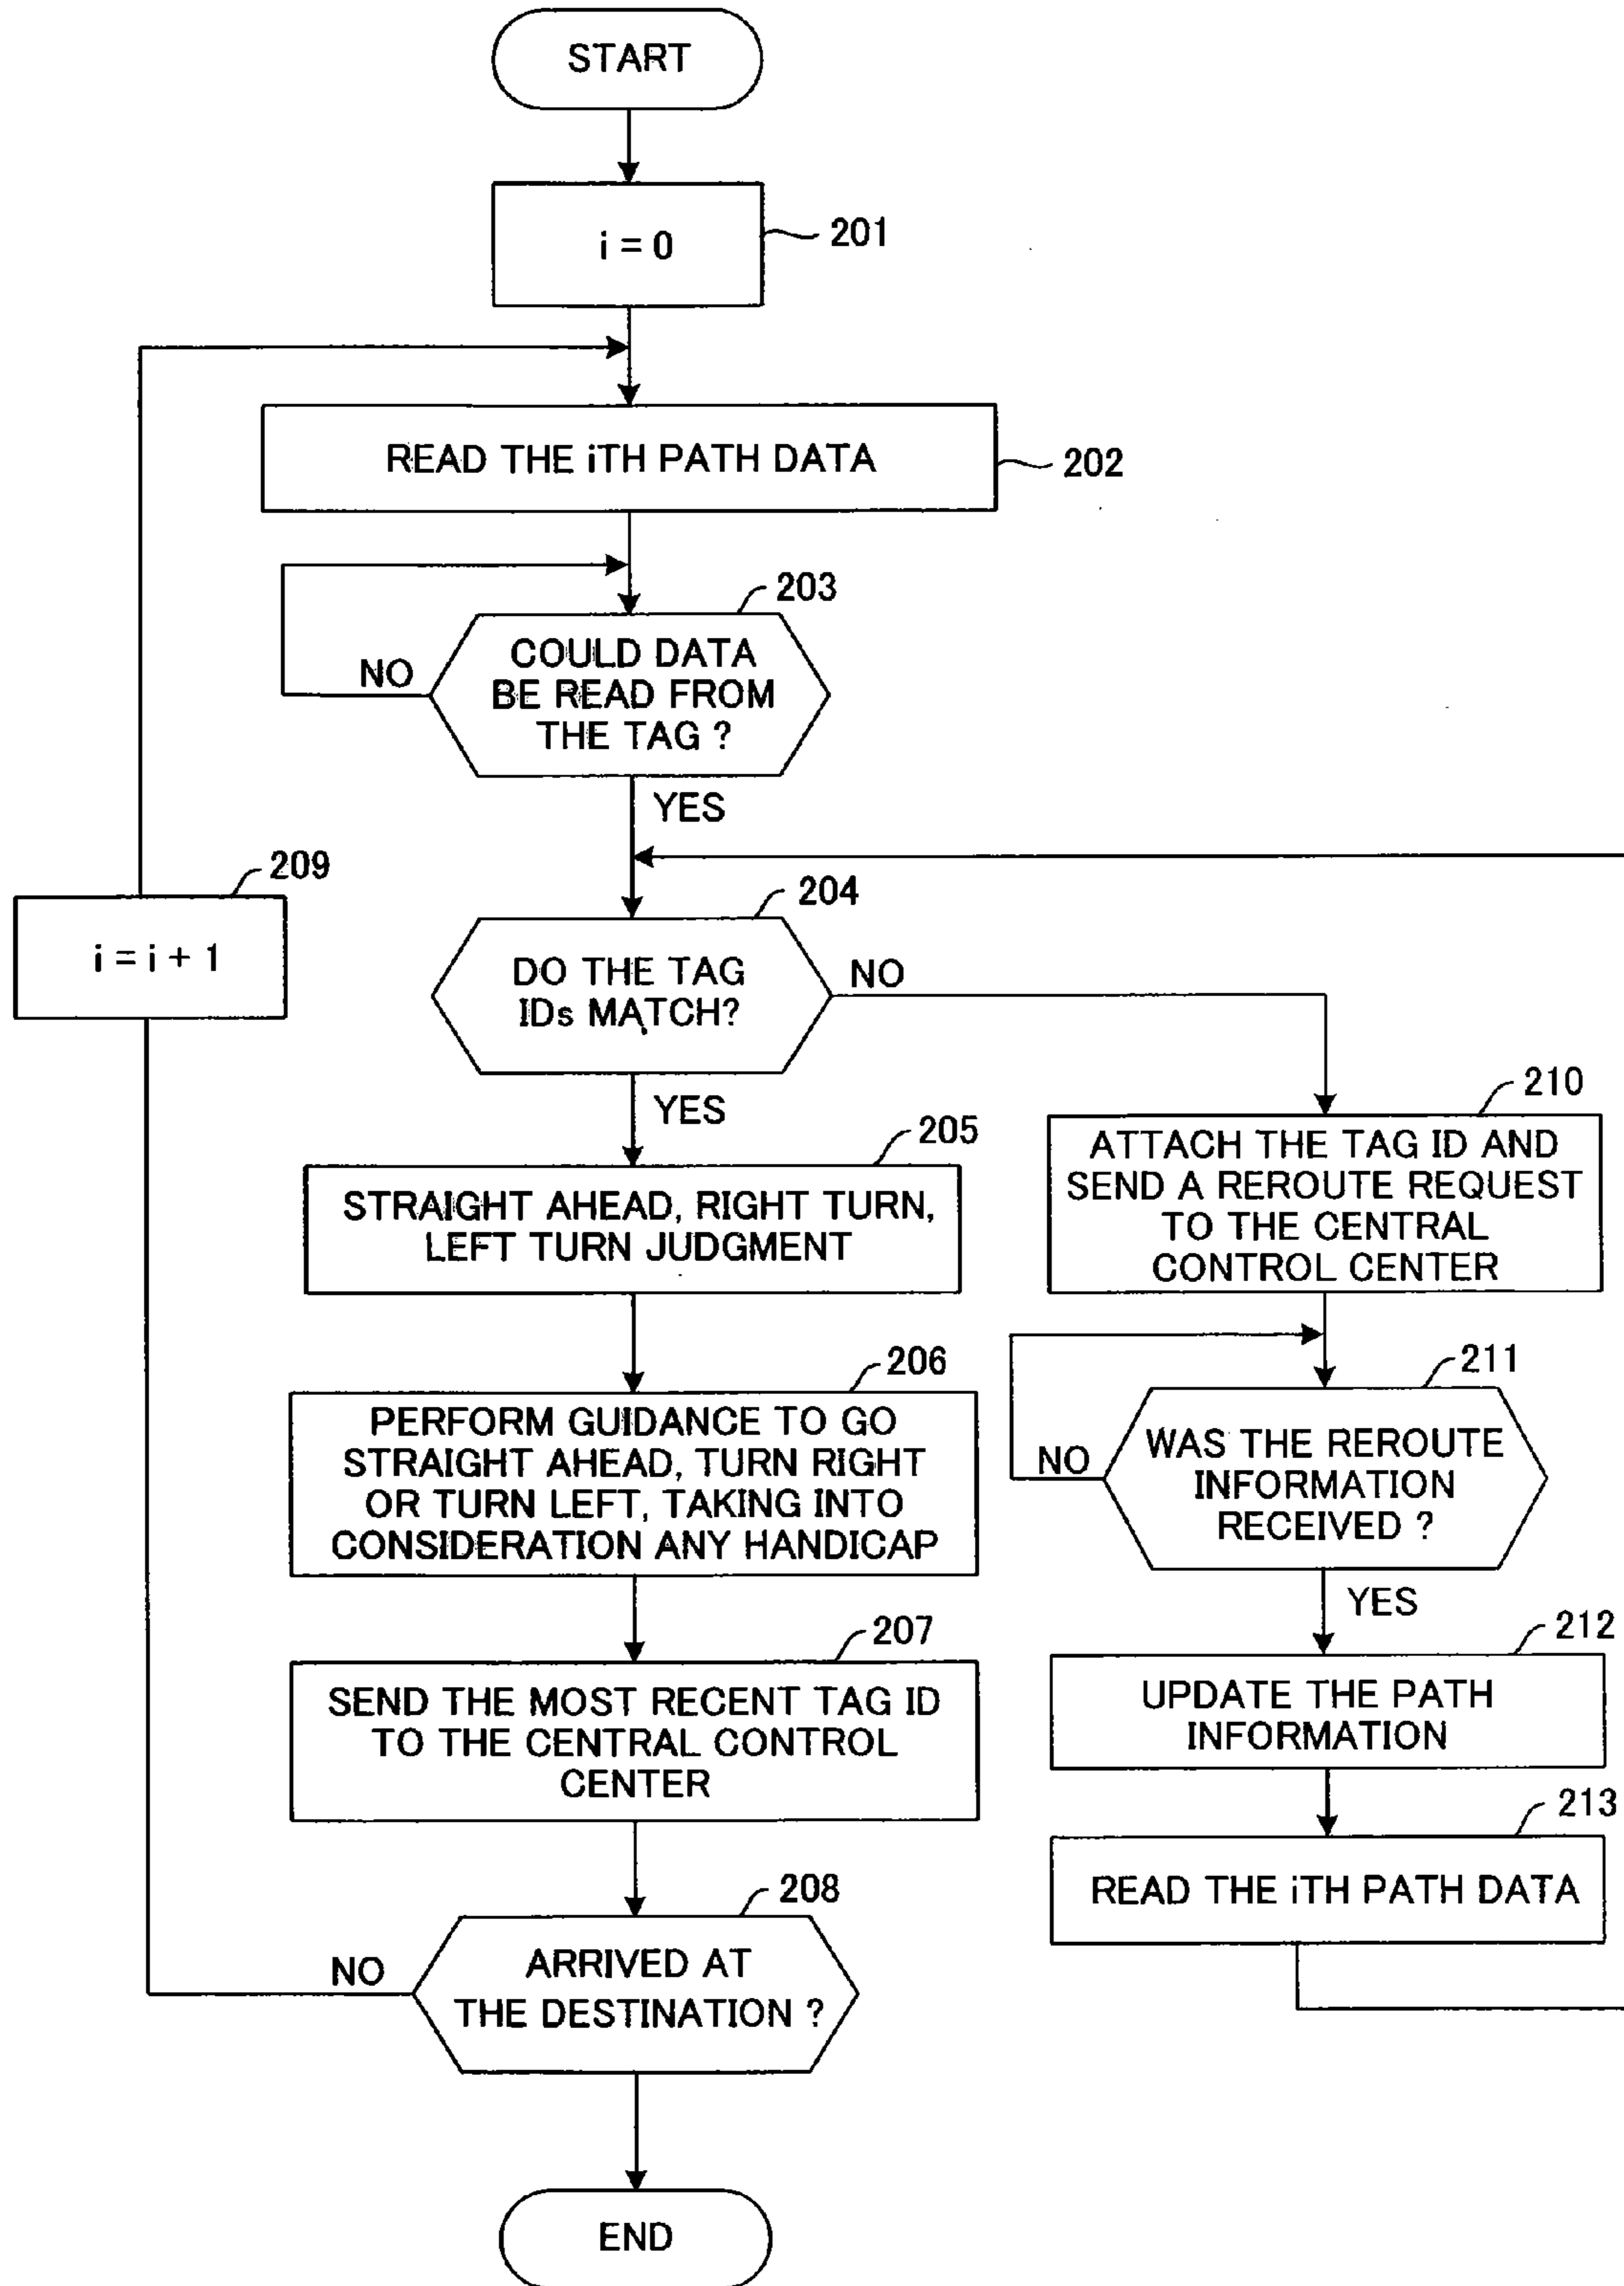 START
i = 0
201
READ THE iTH PATH DATA
202
203
COULD DATA
BE READ FROM
THE TAG ?
NO
YES
209
i = i + 1
204
DO THE TAG
IDs MATCH?
NO
YES
205
STRAIGHT AHEAD, RIGHT TURN,
LEFT TURN JUDGMENT
206
PERFORM GUIDANCE TO GO
STRAIGHT AHEAD, TURN RIGHT
OR TURN LEFT, TAKING INTO
CONSIDERATION ANY HANDICAP
207
SEND THE MOST RECENT TAG ID
TO THE CENTRAL CONTROL
CENTER
208
ARRIVED AT
THE DESTINATION ?
NO
END
210
ATTACH THE TAG ID AND
SEND A REROUTE REQUEST
TO THE CENTRAL
CONTROL CENTER
211
WAS THE REROUTE
INFORMATION
RECEIVED ?
NO
YES
212
UPDATE THE PATH
INFORMATION
213
READ THE iTH PATH DATA